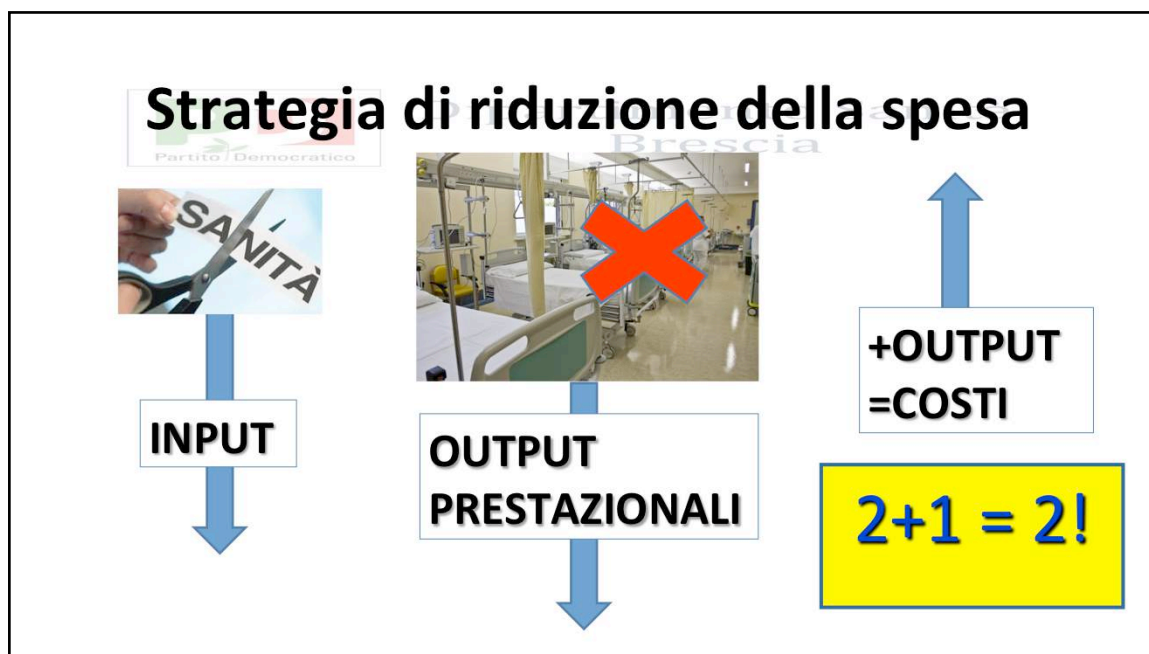 Strategia di riduzione della spesa
Partito Democratico
Brescia
SANITÀ
INPUT
OUTPUT
PRESTAZIONALI
+OUTPUT
=COSTI
2+1 = 2!